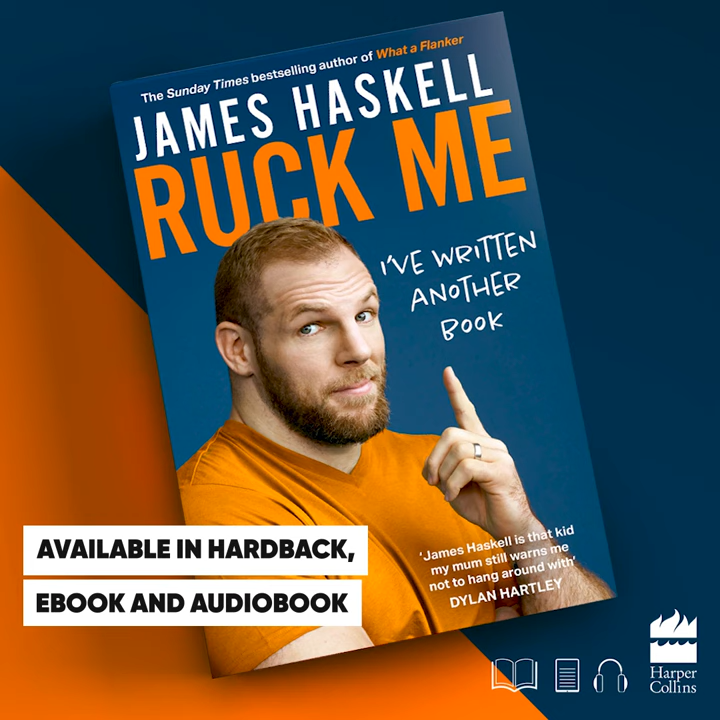 The Sunday Times bestselling author of What a Flanker
JAMES HASKELL
RUCK ME
I'VE WRITTEN
ANOTHER
BOOK
'James Haskell is that kid
my mum still warns me
not to hang around with'
DYLAN HARTLEY
AVAILABLE IN HARDBACK,
EBOOK AND AUDIOBOOK
Harper
Collins